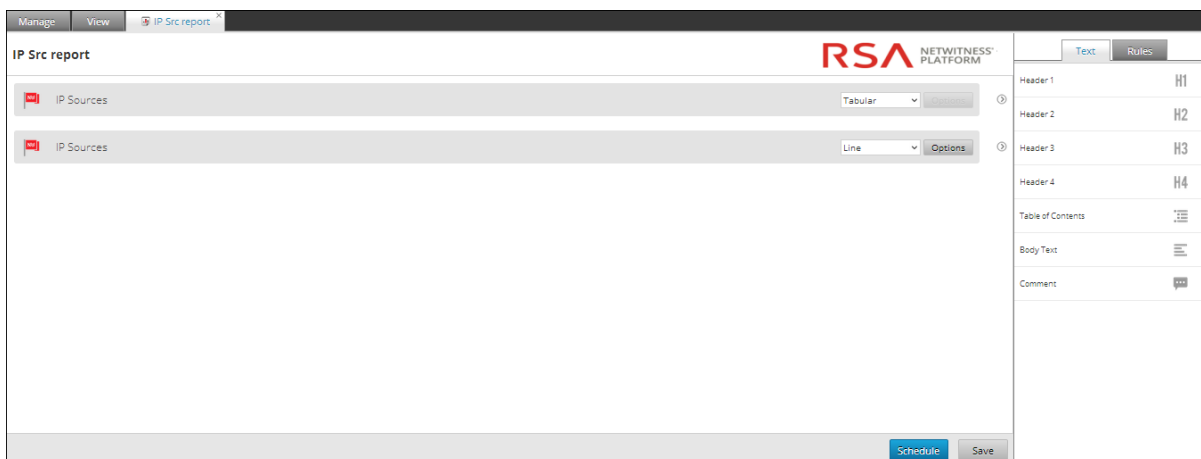 Manage View IP Src report ×
IP Src report
RSA NETWITNESS® PLATFORM
IP Sources Tabular Options
IP Sources Line Options
Schedule Save
Text Rules
Header 1 H1
Header 2 H2
Header 3 H3
Header 4 H4
Table of Contents
Body Text
Comment